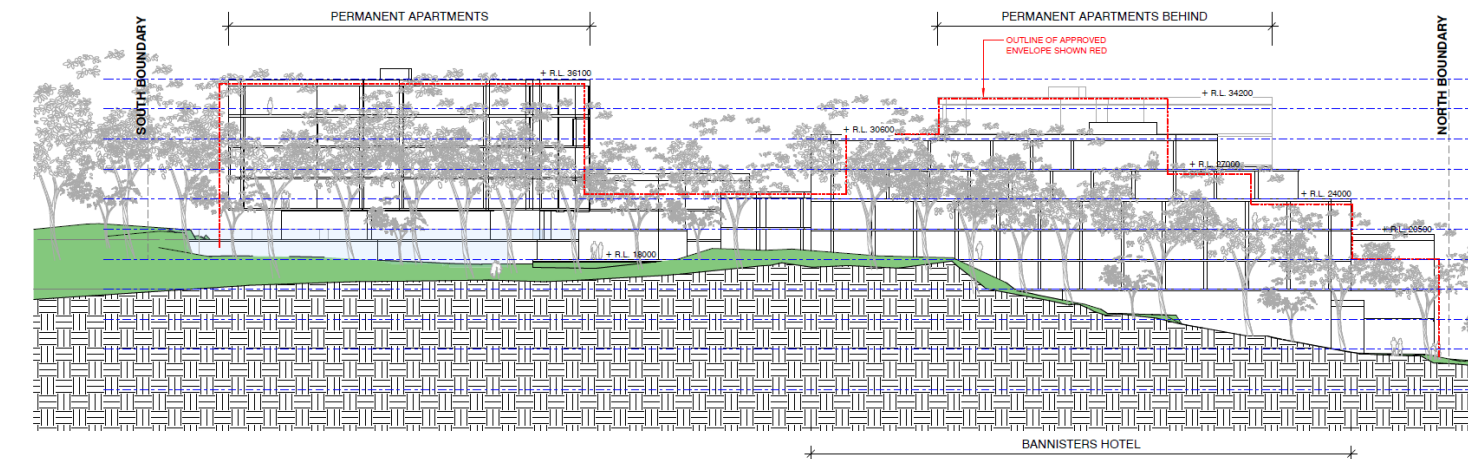 PERMANENT APARTMENTS
PERMANENT APARTMENTS BEHIND
SOUTH BOUNDARY
NORTH BOUNDARY
OUTLINE OF APPROVED
ENVELOPE SHOWN RED
+ R.L. 36100
+ R.L. 34200
+ R.L. 30600
+ R.L. 27000
+ R.L. 24000
+ R.L. 20500
+ R.L. 18000
BANNISTERS HOTEL